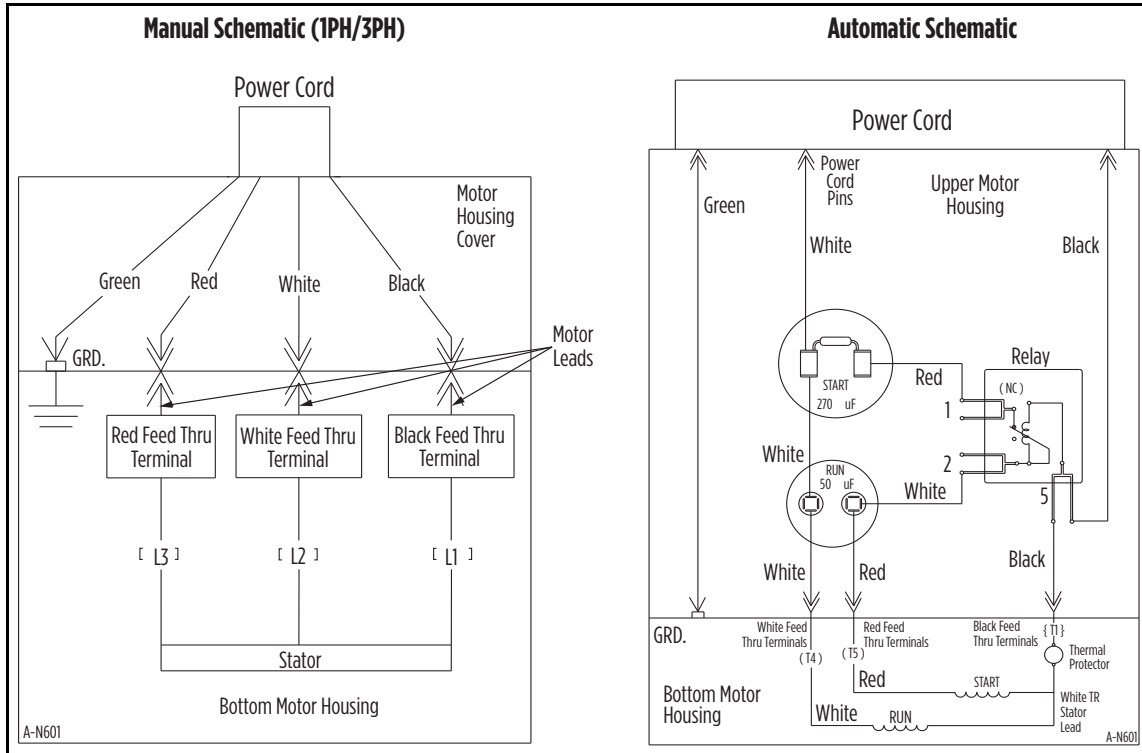 Manual Schematic (1PH/3PH)
Power Cord
Motor
Housing
Cover
Green
Red
White
Black
GRD.
Motor
Leads
Red Feed Thru
Terminal
White Feed Thru
Terminal
Black Feed Thru
Terminal
[ L3 ]
[ L2 ]
[ L1 ]
Stator
Bottom Motor Housing
A-N601
Automatic Schematic
Power Cord
Power
Cord
Pins
Upper Motor
Housing
Green
White
Black
START
270 uF
Red
Relay
(NC)
1
2
5
White
RUN
50 uF
White
White
Red
Black
GRD.
White Feed
Thru Terminals
(T4)
Red Feed
Thru Terminals
(T5)
Black Feed
Thru Terminals
{T1}
Thermal
Protector
Red
START
Bottom Motor
Housing
White
RUN
White TR
Stator
Lead
A-N601